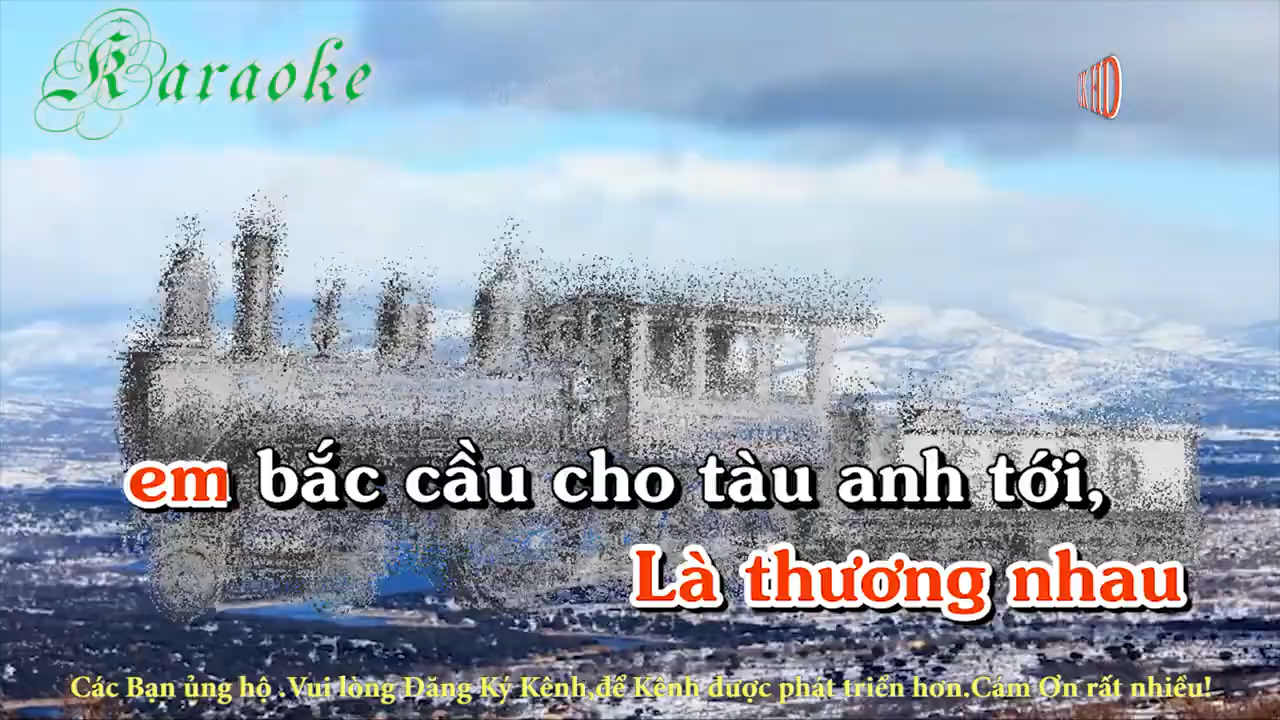 Karaoke
HD
em bắc cầu cho tàu anh tới,
Là thương nhau
Các Bạn ủng hộ .Vui lòng Đăng Ký Kênh,để Kênh được phát triển hơn.Cám Ơn rất nhiều!